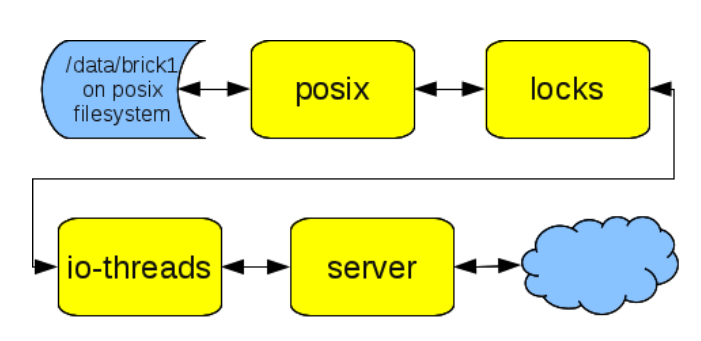 /data/brick1
on posix
filesystem
posix
locks
io-threads
server